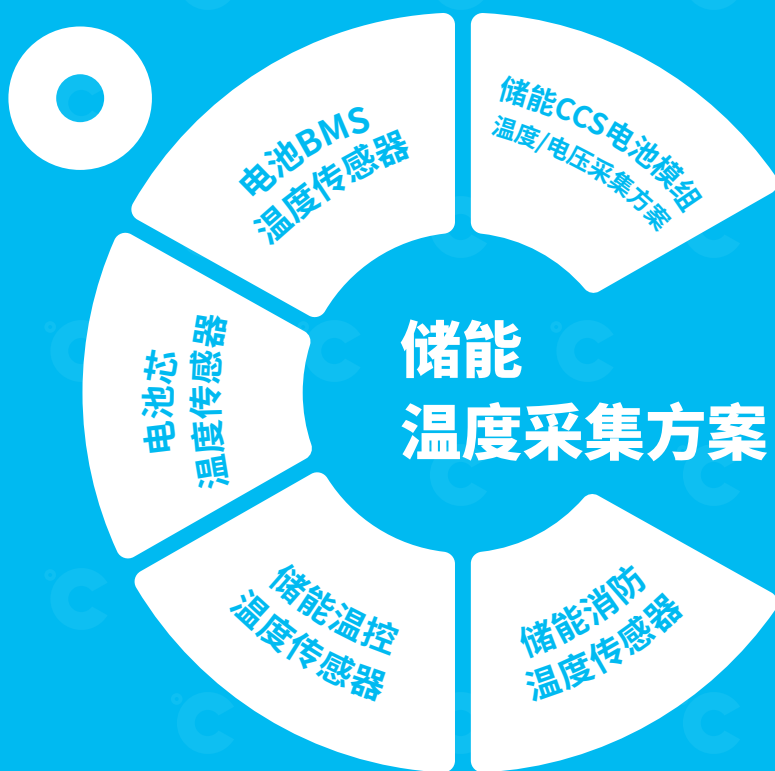 储能CCS电池模组
温度/电压采集方案
电池BMS
温度传感器
电池芯
温度传感器
储能
温度采集方案
储能温控
温度传感器
储能消防
温度传感器